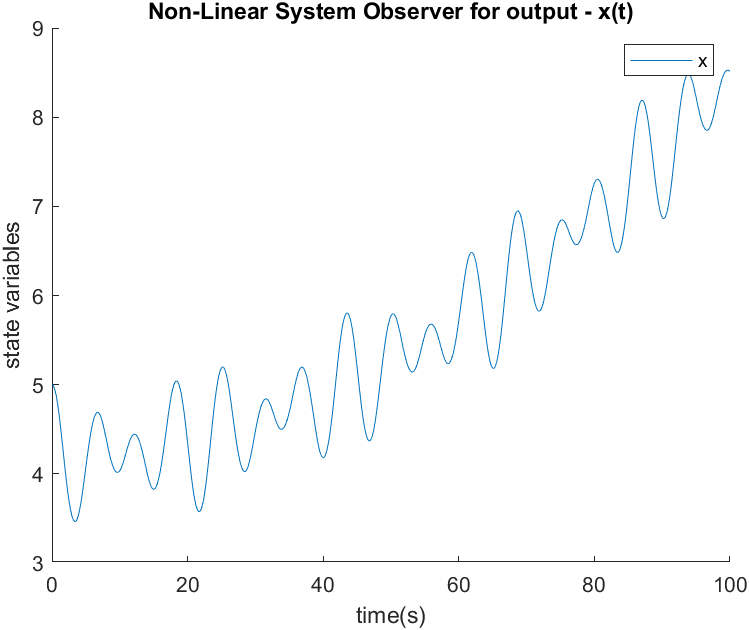 Non-Linear System Observer for output - x(t)
x
9
8
7
6
5
4
3
state variables
0 20 40 60 80 100
time(s)